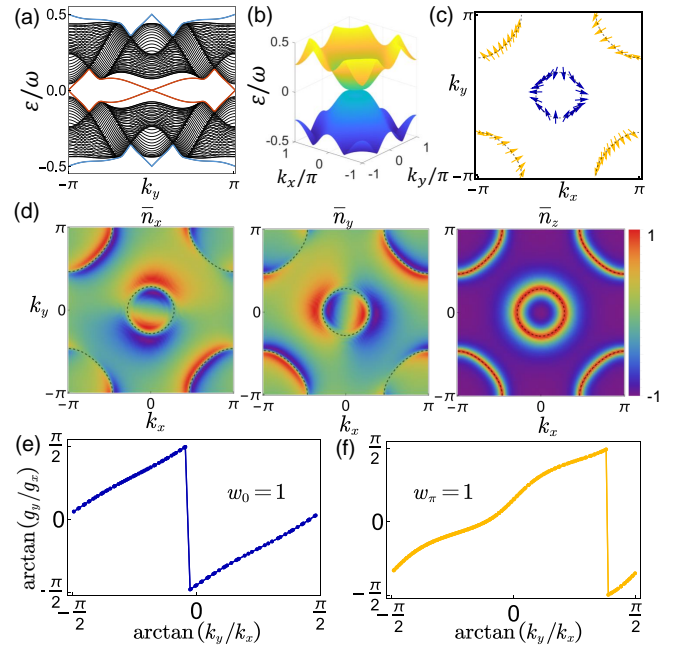 (a)
0.5
ε/ω
0.0
-0.5
-π
k_y
π
(b)
0.5
ε/ω
0
-0.5
1
0
-1
k_x/π
-1
0
1
k_y/π
(c)
π
k_y
-π
-π
k_x
π
(d)
n̅_x
n̅_y
n̅_z
π
k_y
0
-π
0
k_x
π
π
0
-π
0
k_x
π
π
0
-π
0
k_x
π
1
-1
(e)
π/2
arctan(g_y/g_x)
0
-π/2
w_0 = 1
-π/2
0
π/2
arctan(k_y/k_x)
(f)
π/2
0
-π/2
w_π = 1
-π/2
0
π/2
arctan(k_y/k_x)